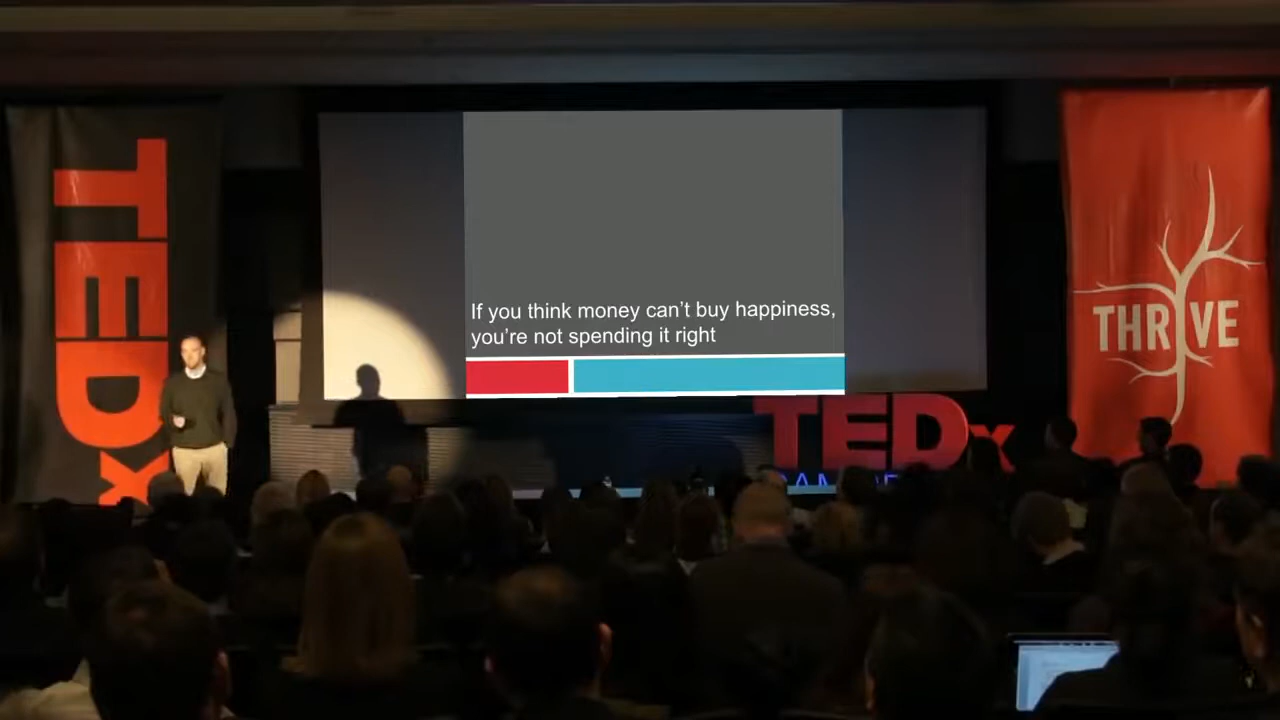 TEDx
If you think money can’t buy happiness,
you’re not spending it right
THRIVE
TEDx